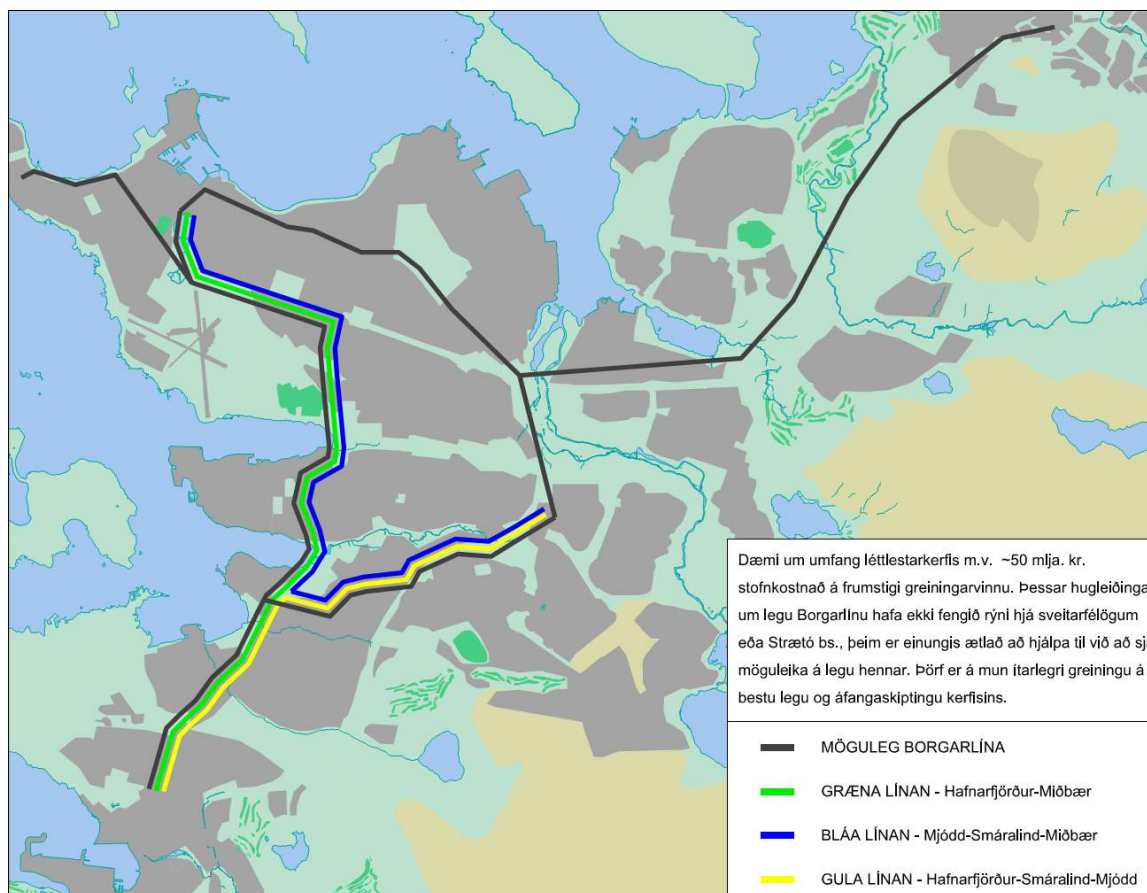 Dæmi um umfang léttlestarkerfis m.v. ~50 mlja. kr.
stofnkostnað á frumstigi greiningarvinnu. Þessar hugleiðinga
um legu Borgarlínu hafa ekki fengið rýni hjá sveitarfélögum
eða Strætó bs., þeim er einungis ætlað að hjálpa til við að sj
möguleika á legu hennar. Þörf er á mun ítarlegri greiningu á
bestu legu og áfangaskiptingu kerfisins.
MÖGULEG BORGARLÍNA
GRÆNA LÍNAN - Hafnarfjörður-Miðbær
BLÁA LÍNAN - Mjódd-Smáralind-Miðbær
GULA LÍNAN - Hafnarfjörður-Smáralind-Mjódd